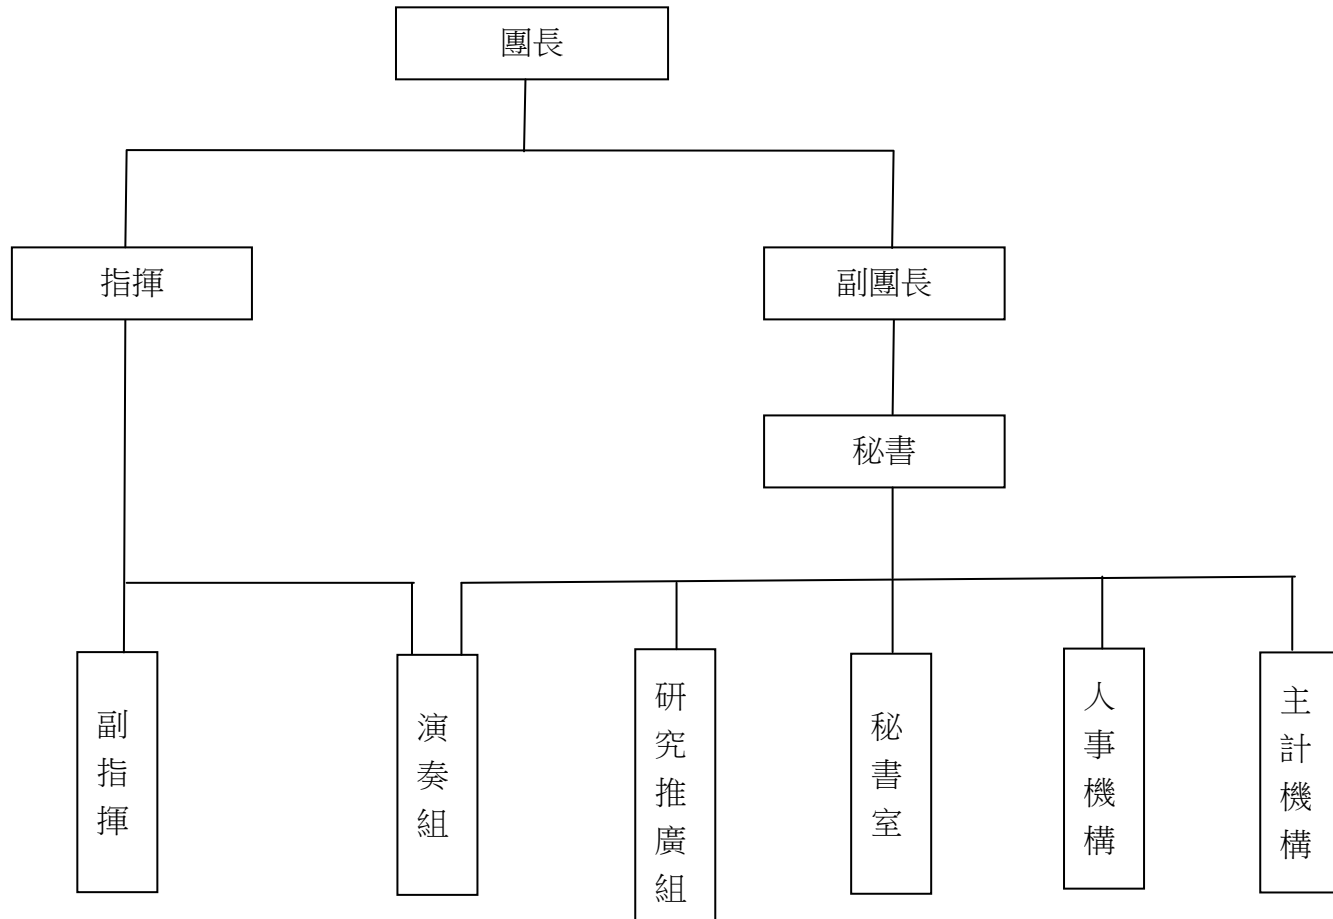 團長
指揮
副團長
秘書
副指揮
演奏組
研究推廣組
秘書室
人事機構
主計機構